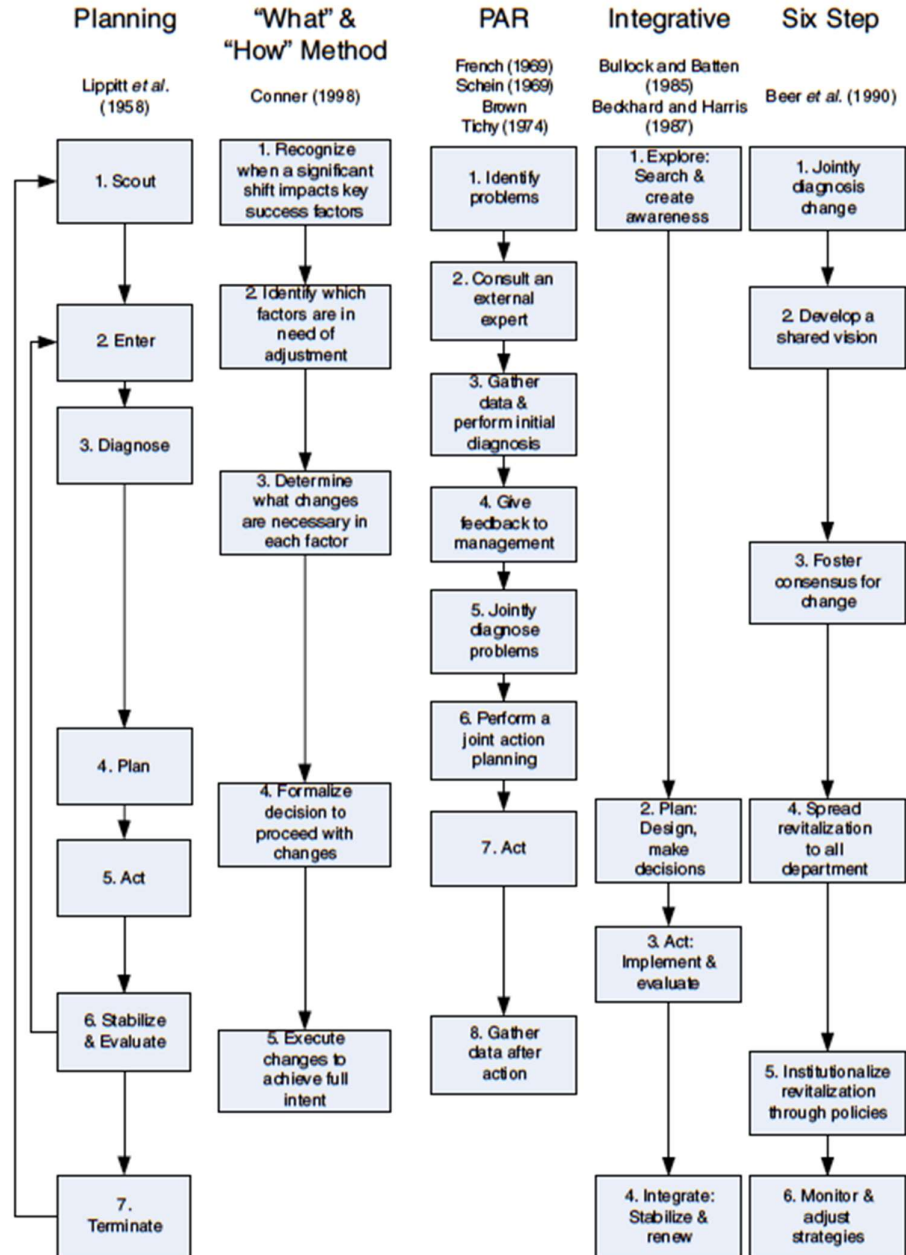 Planning
Lippitt et al.
(1958)
1. Scout
2. Enter
3. Diagnose
4. Plan
5. Act
6. Stabilize
& Evaluate
7.
Terminate
“What” &
“How” Method
Conner (1998)
1. Recognize
when a significant
shift impacts key
success factors
2. Identify which
factors are in
need of
adjustment
3. Determine
what changes
are necessary in
each factor
4. Formalize
decision to
proceed with
changes
5. Execute
changes to
achieve full
intent
PAR
French (1969)
Schein (1969)
Brown
Tichy (1974)
1. Identify
problems
2. Consult an
external
expert
3. Gather
data &
perform initial
diagnosis
4. Give
feedback to
management
5. Jointly
diagnose
problems
6. Perform a
joint action
planning
7. Act
8. Gather
data after
action
Integrative
Bullock and Batten
(1985)
Beckhard and Harris
(1987)
1. Explore:
Search &
create
awareness
2. Plan:
Design,
make
decisions
3. Act:
Implement &
evaluate
4. Integrate:
Stabilize &
renew
Six Step
Beer et al. (1990)
1. Jointly
diagnosis
change
2. Develop a
shared vision
3. Foster
consensus for
change
4. Spread
revitalization
to all
department
5. Institutionalize
revitalization
through policies
6. Monitor &
adjust
strategies